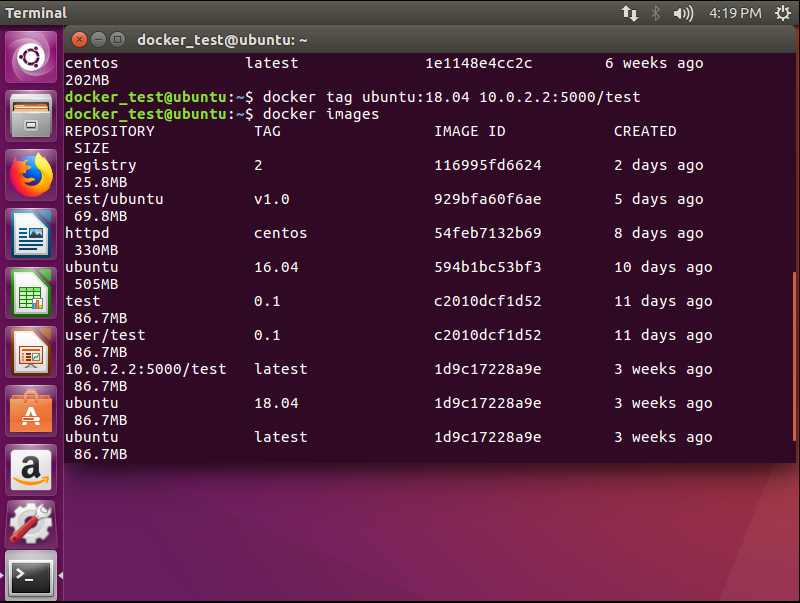 Terminal
4:19 PM
docker_test@ubuntu: ~
centos latest 1e1148e4cc2c 6 weeks ago
202MB
docker_test@ubuntu:~$ docker tag ubuntu:18.04 10.0.2.2:5000/test
docker_test@ubuntu:~$ docker images
REPOSITORY TAG IMAGE ID CREATED
SIZE
registry 2 116995fd6624 2 days ago
25.8MB
test/ubuntu v1.0 929bfa60f6ae 5 days ago
69.8MB
httpd centos 54feb7132b69 8 days ago
330MB
ubuntu 16.04 594b1bc53bf3 10 days ago
505MB
test 0.1 c2010dcf1d52 11 days ago
86.7MB
user/test 0.1 c2010dcf1d52 11 days ago
86.7MB
10.0.2.2:5000/test latest 1d9c17228a9e 3 weeks ago
86.7MB
ubuntu 18.04 1d9c17228a9e 3 weeks ago
86.7MB
ubuntu latest 1d9c17228a9e 3 weeks ago
86.7MB